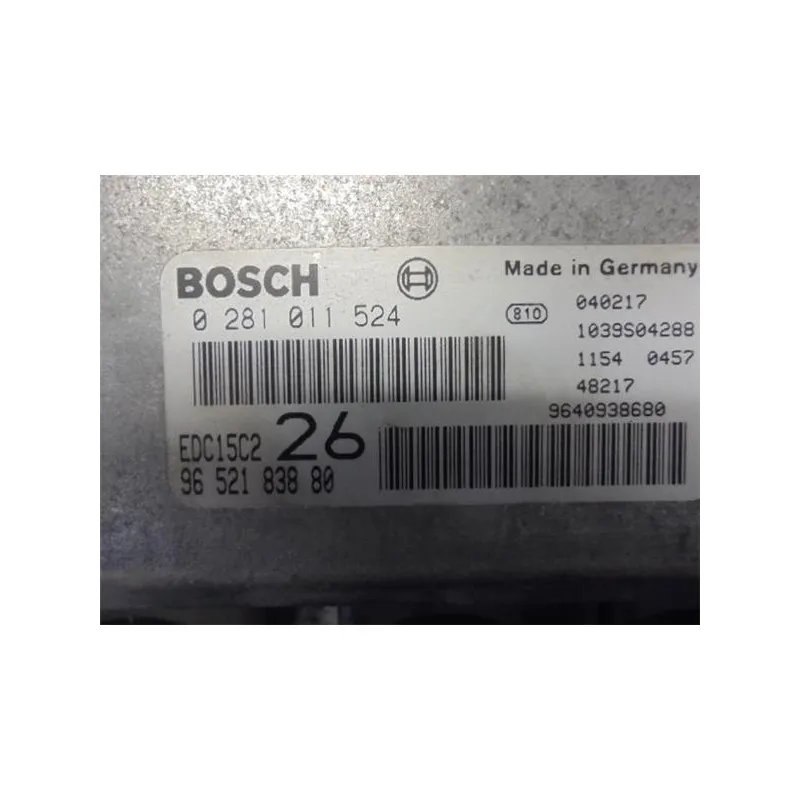 BOSCH
Made in Germany
0 281 011 524
810
040217
1039S04288
1154 0457
48217
9640938680
EDC15C2 26
96 521 838 80